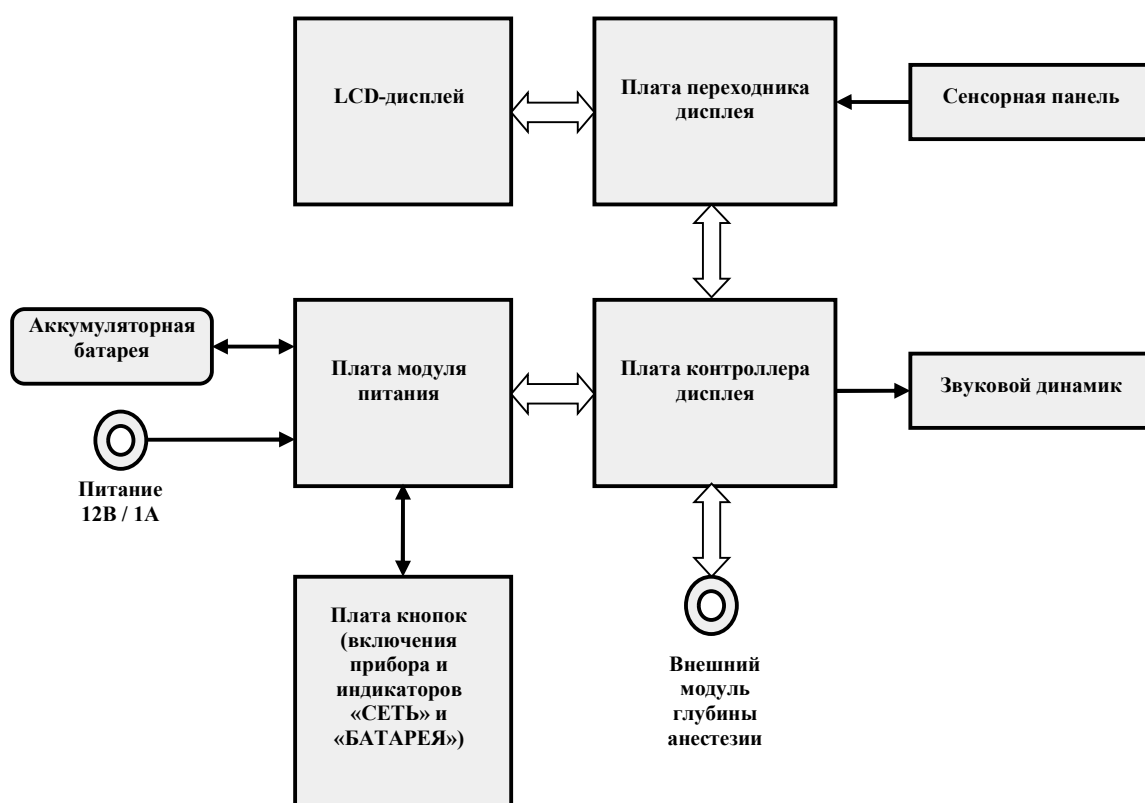 LCD-дисплей
Плата переходника
дисплея
Сенсорная панель
Аккумуляторная
батарея
Плата модуля
питания
Плата контроллера
дисплея
Звуковой динамик
Питание
12В / 1А
Плата кнопок
(включения
прибора и
индикаторов
«СЕТЬ» и
«БАТАРЕЯ»)
Внешний
модуль
глубины
анестезии